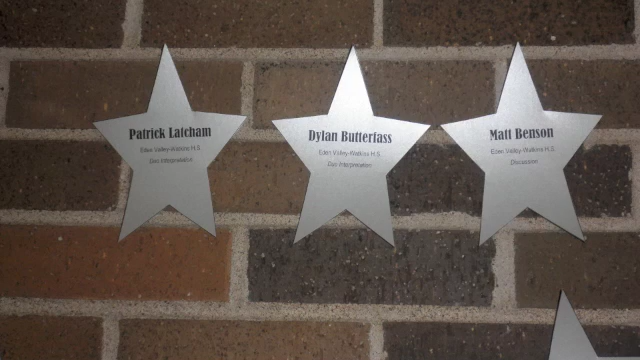 Patrick Latcham
Eden Valley-Watkins H.S.
Duo Interpretation
Dylan Butterfass
Eden Valley-Watkins H.S.
Duo Interpretation
Matt Benson
Eden Valley-Watkins H.S.
Discussion